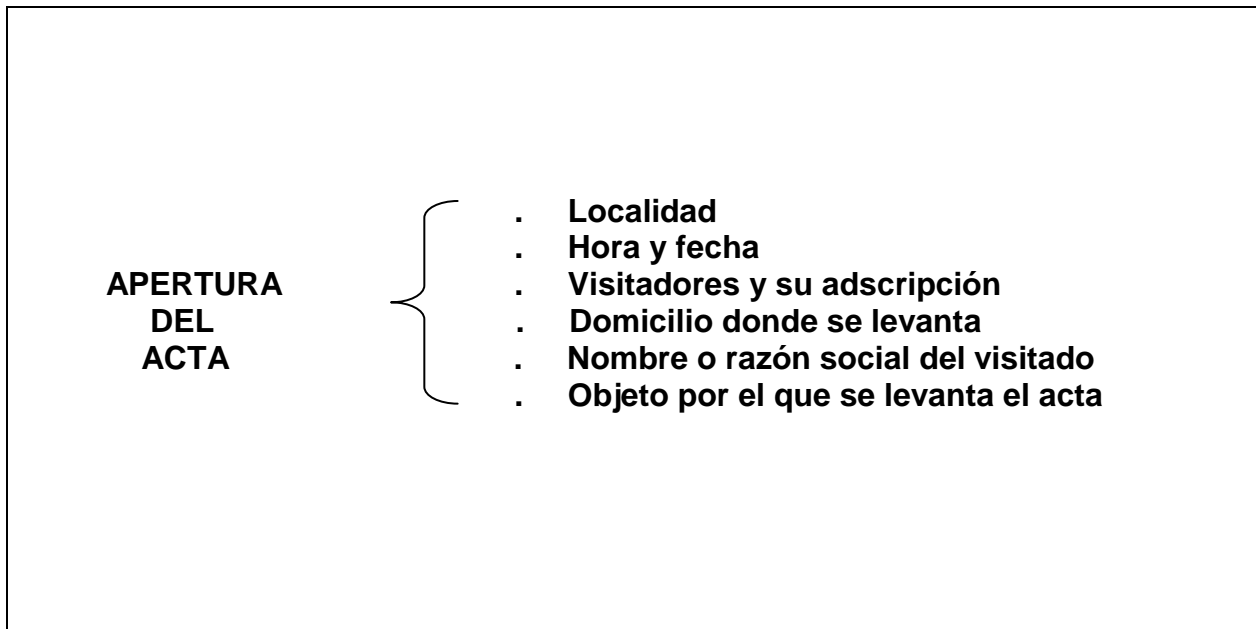 APERTURA
DEL
ACTA
. Localidad
. Hora y fecha
. Visitadores y su adscripción
. Domicilio donde se levanta
. Nombre o razón social del visitado
. Objeto por el que se levanta el acta